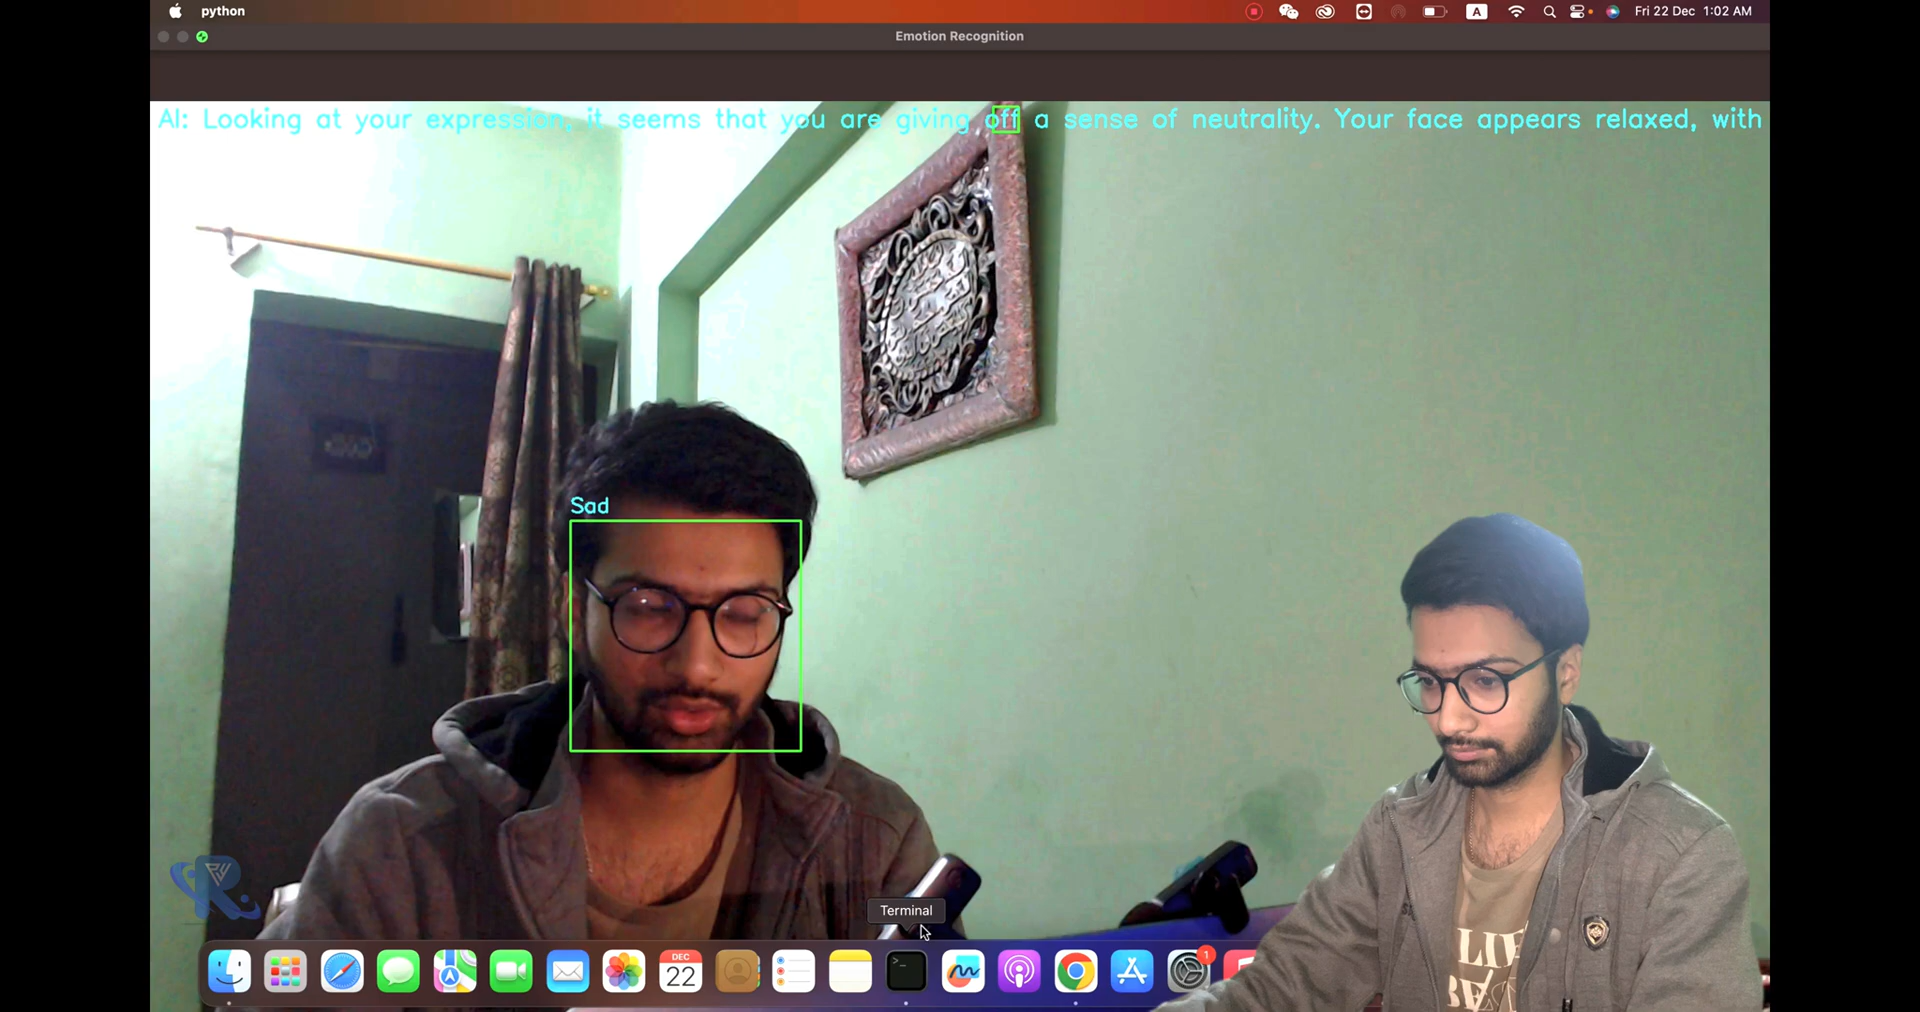 python
A
Fri 22 Dec 1:02 AM
Emotion Recognition
AI: Looking at your expression, it seems that you are giving off a sense of neutrality. Your face appears relaxed, with
Sad
Terminal
DEC
22
>_
1